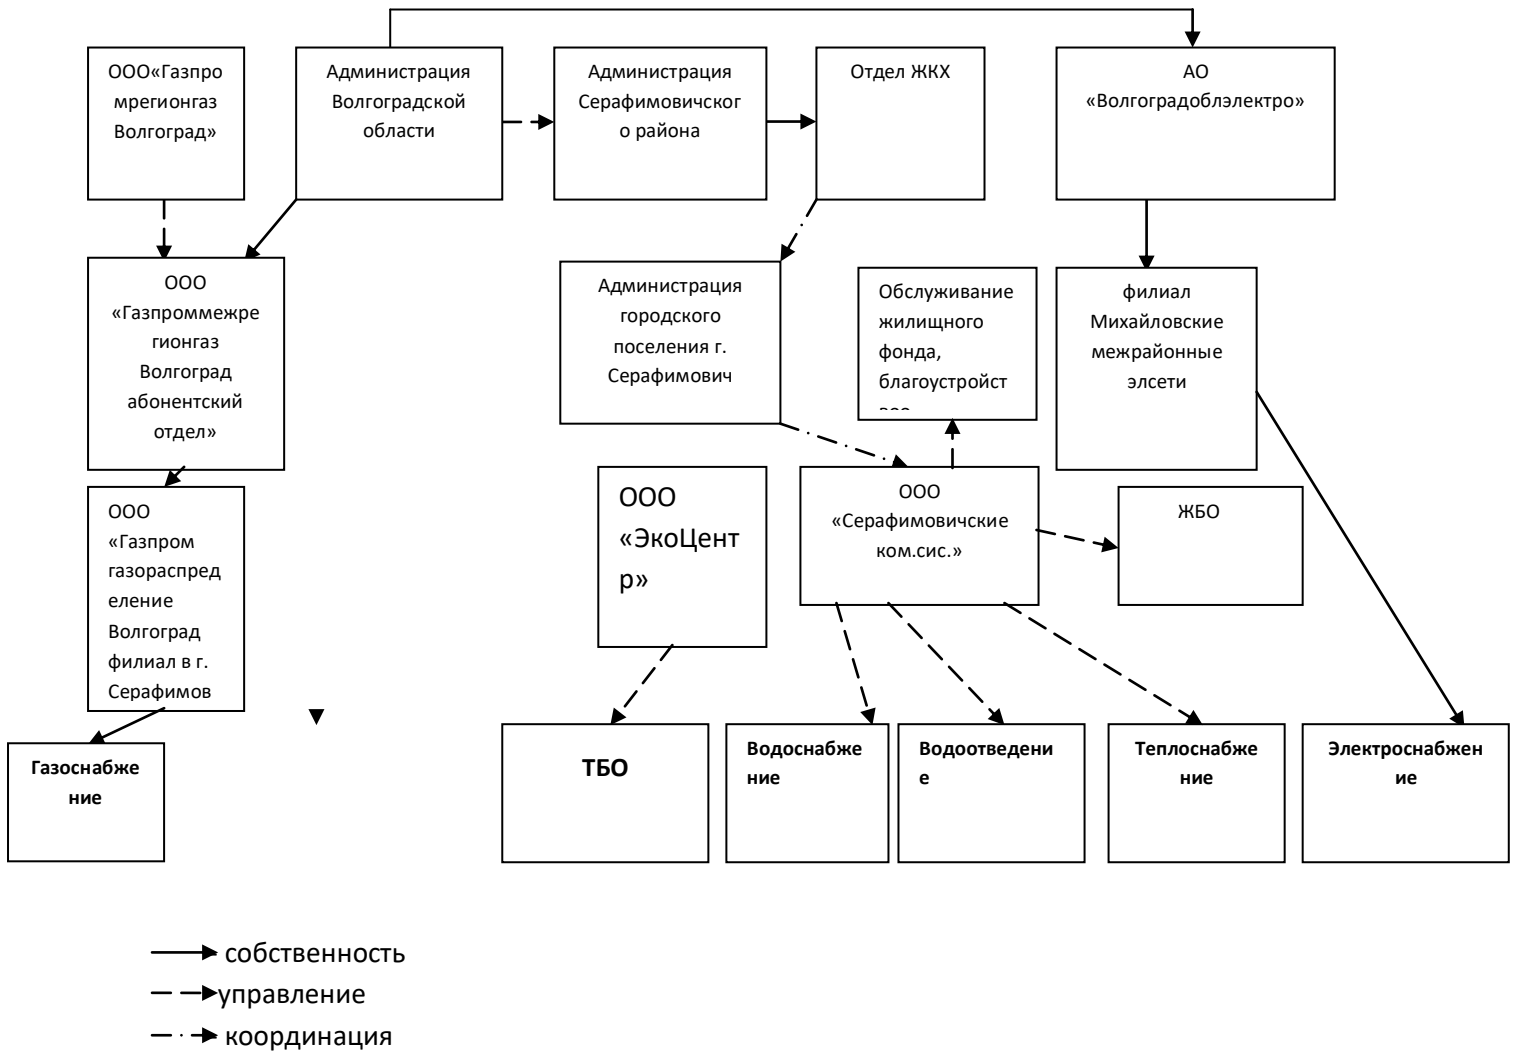 ООО«Газпро
мрегионгаз
Волгоград»
Администрация
Волгоградской
области
Администрация
Серафимовичског
о района
Отдел ЖКХ
АО
«Волгоградоблэлектро»
ООО
«Газпроммежре
гионгаз
Волгоград
абонентский
отдел»
Администрация
городского
поселения г.
Серафимович
Обслуживание
жилищного
фонда,
благоустройст
филиал
Михайловские
межрайонные
элсети
ООО
«Газпром
газораспред
еление
Волгоград
филиал в г.
Серафимов
ООО
«ЭкоЦент
р»
ООО
«Серафимовичские
ком.сис.»
ЖБО
Газоснабже
ние
ТБО
Водоснабже
ние
Водоотведени
е
Теплоснабже
ние
Электроснабжен
ие
собственность
управление
координация